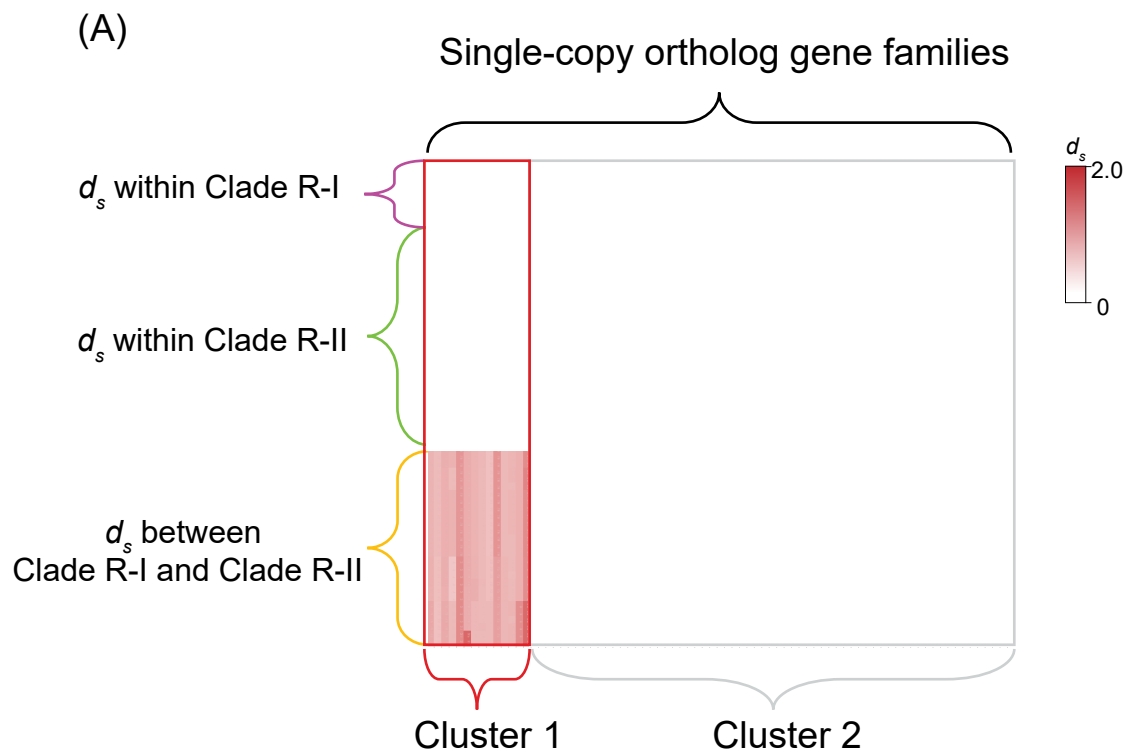 (A)
Single-copy ortholog gene families
ds
2.0
0
ds within Clade R-I
ds within Clade R-II
ds between
Clade R-I and Clade R-II
Cluster 1
Cluster 2